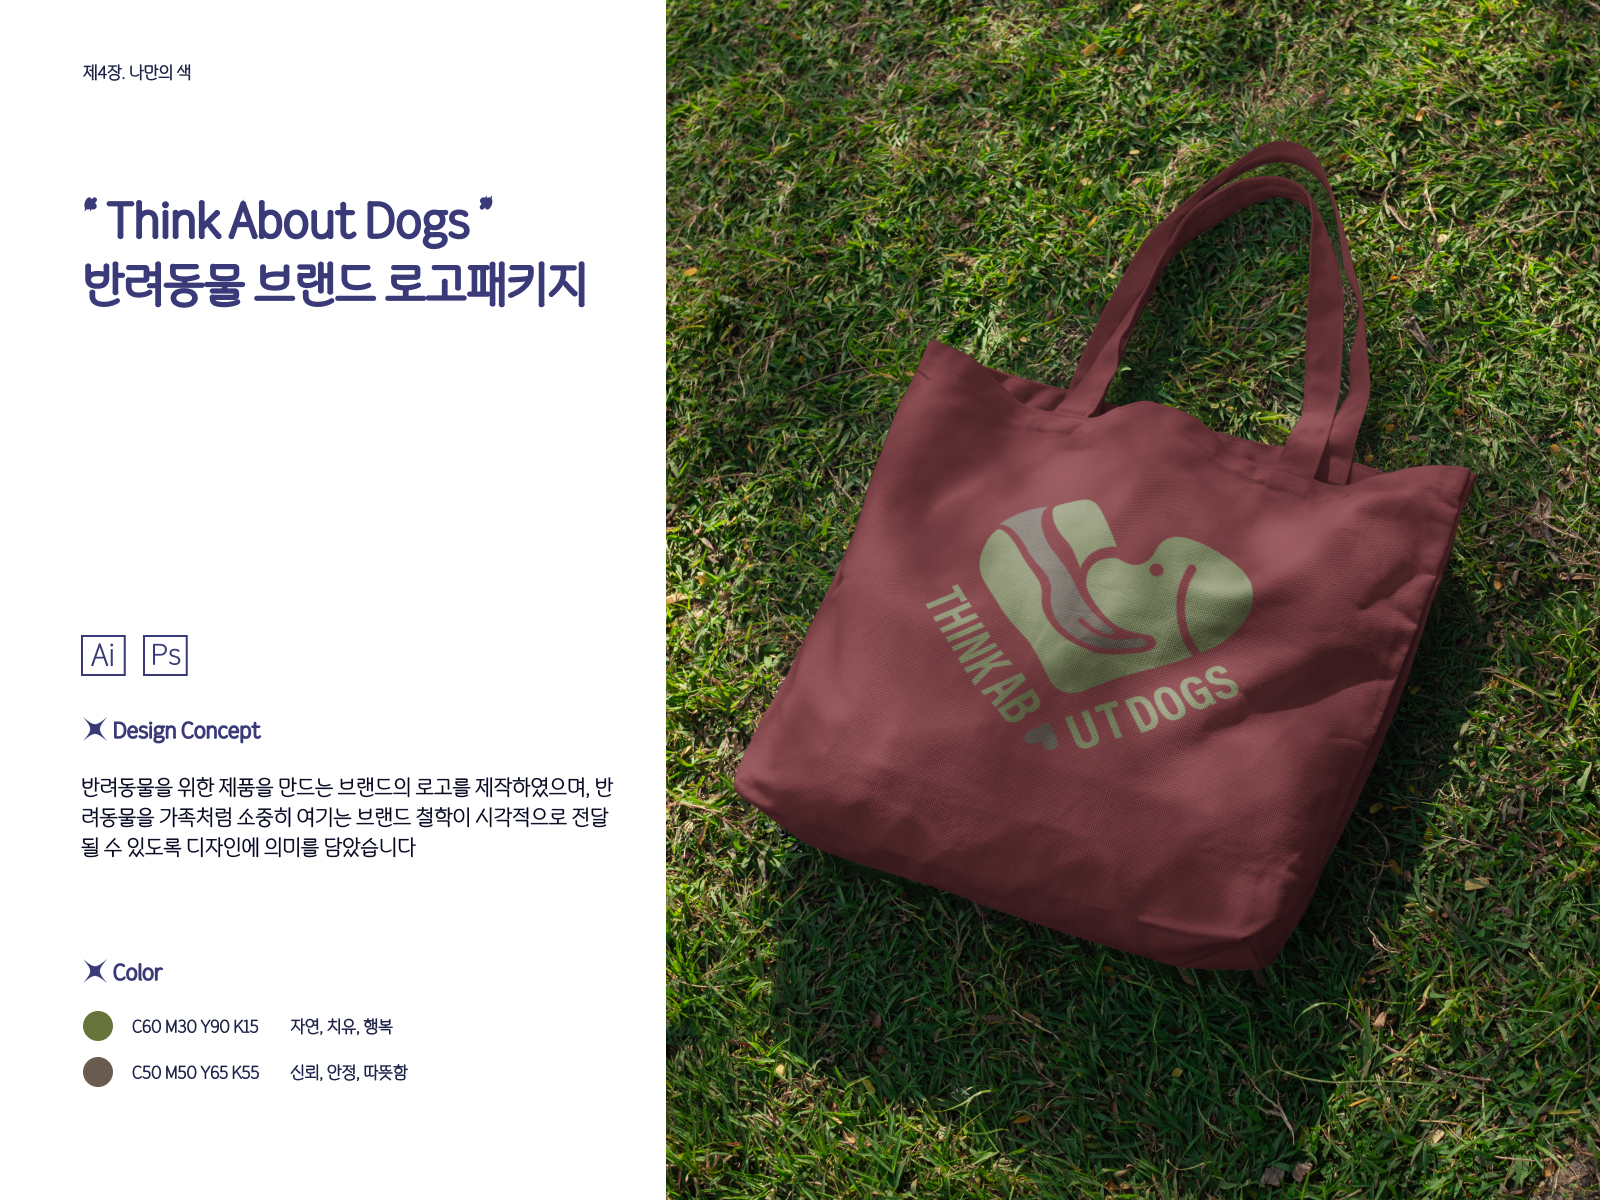 제4장. 나만의 색
“ Think About Dogs ”
반려동물 브랜드 로고패키지
Ai Ps
Design Concept
반려동물을 위한 제품을 만드는 브랜드의 로고를 제작하였으며, 반
려동물을 가족처럼 소중히 여기는 브랜드 철학이 시각적으로 전달
될 수 있도록 디자인에 의미를 담았습니다
Color
C60 M30 Y90 K15 자연, 치유, 행복
C50 M50 Y65 K55 신뢰, 안정, 따뜻함
THINK AB UT DOGS